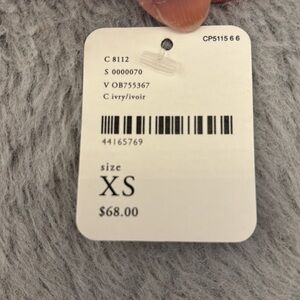 CP5115 6 6
C 8112
S 0000070
V OB755367
C ivry/ivoir
44165769
size
XS
$68.00